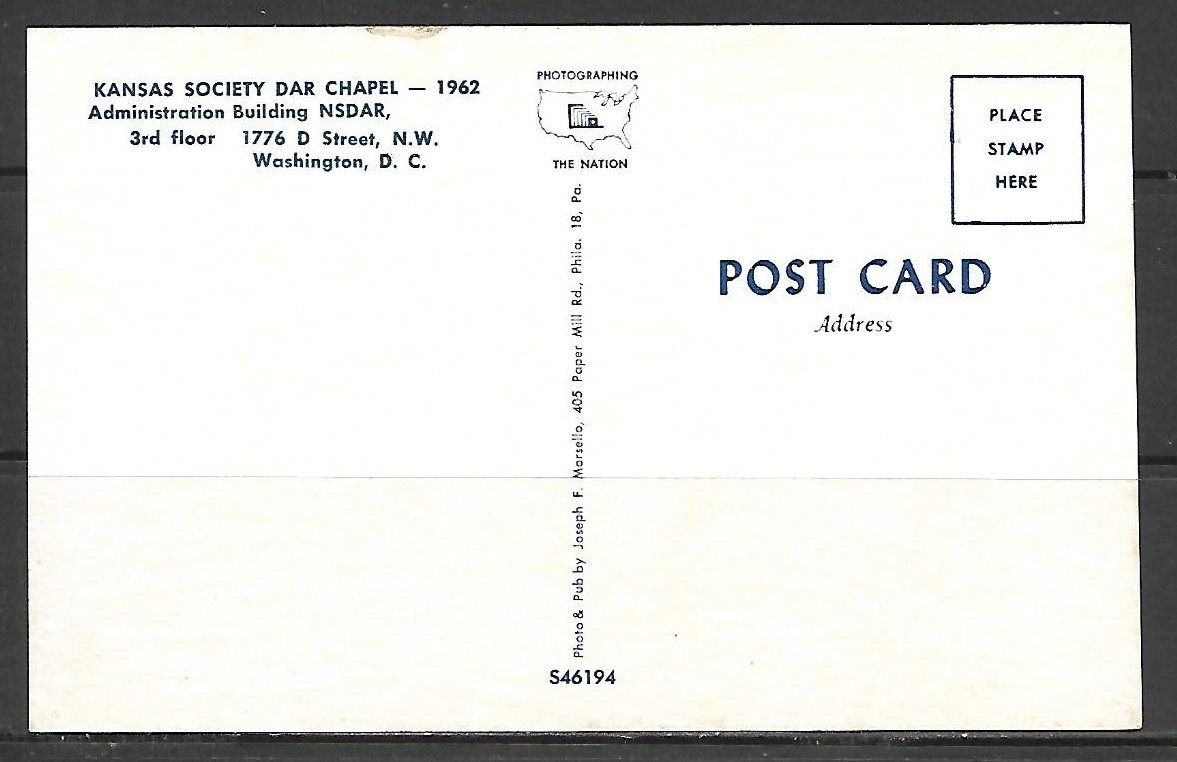 KANSAS SOCIETY DAR CHAPEL — 1962
Administration Building NSDAR,
3rd floor 1776 D Street, N.W.
Washington, D. C.
PHOTOGRAPHING
THE NATION
Photo & Pub by Joseph F. Marsello, 405 Paper Mill Rd., Phila. 18, Pa.
S46194
PLACE
STAMP
HERE
POST CARD
Address